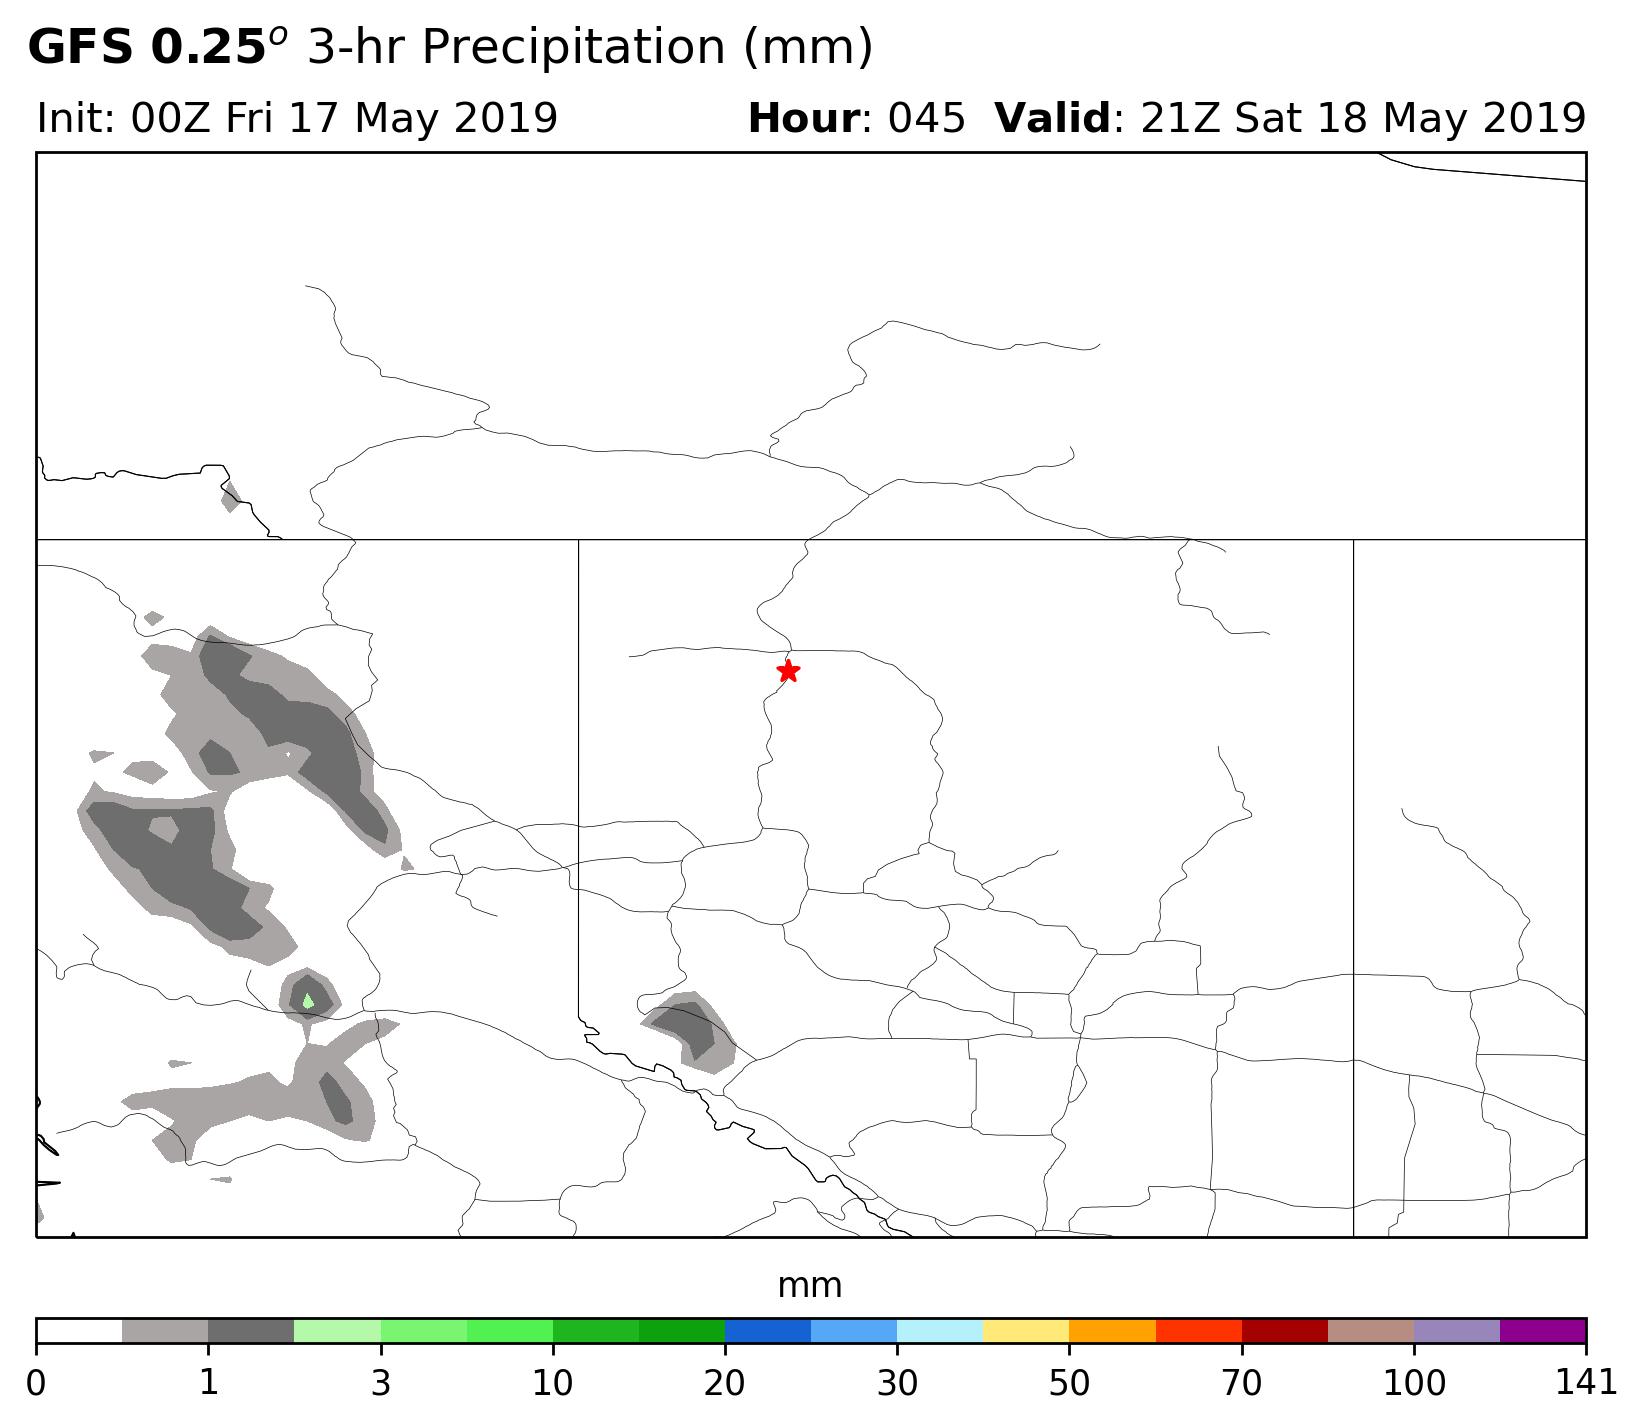 GFS 0.25° 3-hr Precipitation (mm)
Init: 00Z Fri 17 May 2019 Hour: 045 Valid: 21Z Sat 18 May 2019
mm
0 1 3 10 20 30 50 70 100 141